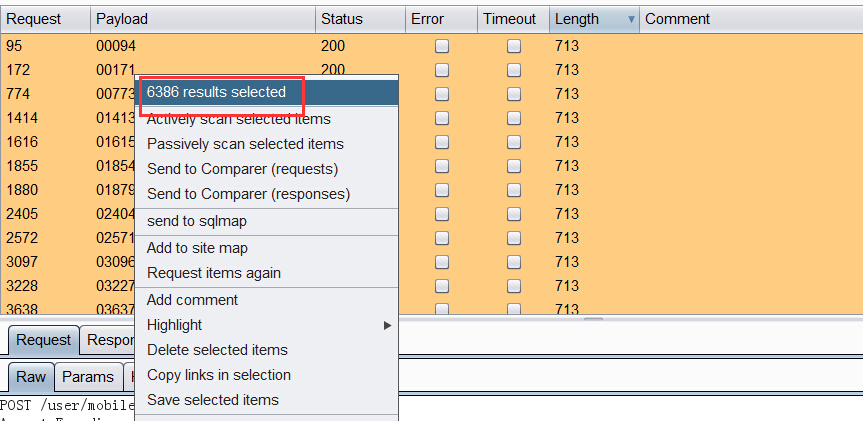 Request Payload Status Error Timeout Length Comment
95 00094 200 713
172 00171 200 713
774 00773 713
1414 01413 713
1616 01615 713
1855 01854 713
1880 01879 713
2405 02404 713
2572 02571 713
3097 03096 713
3228 03227 713
3638 03637 713
6386 results selected
Actively scan selected items
Passively scan selected items
Send to Comparer (requests)
Send to Comparer (responses)
send to sqlmap
Add to site map
Request items again
Add comment
Highlight
Delete selected items
Copy links in selection
Save selected items
Request Respon
Raw Params
POST /user/mobile